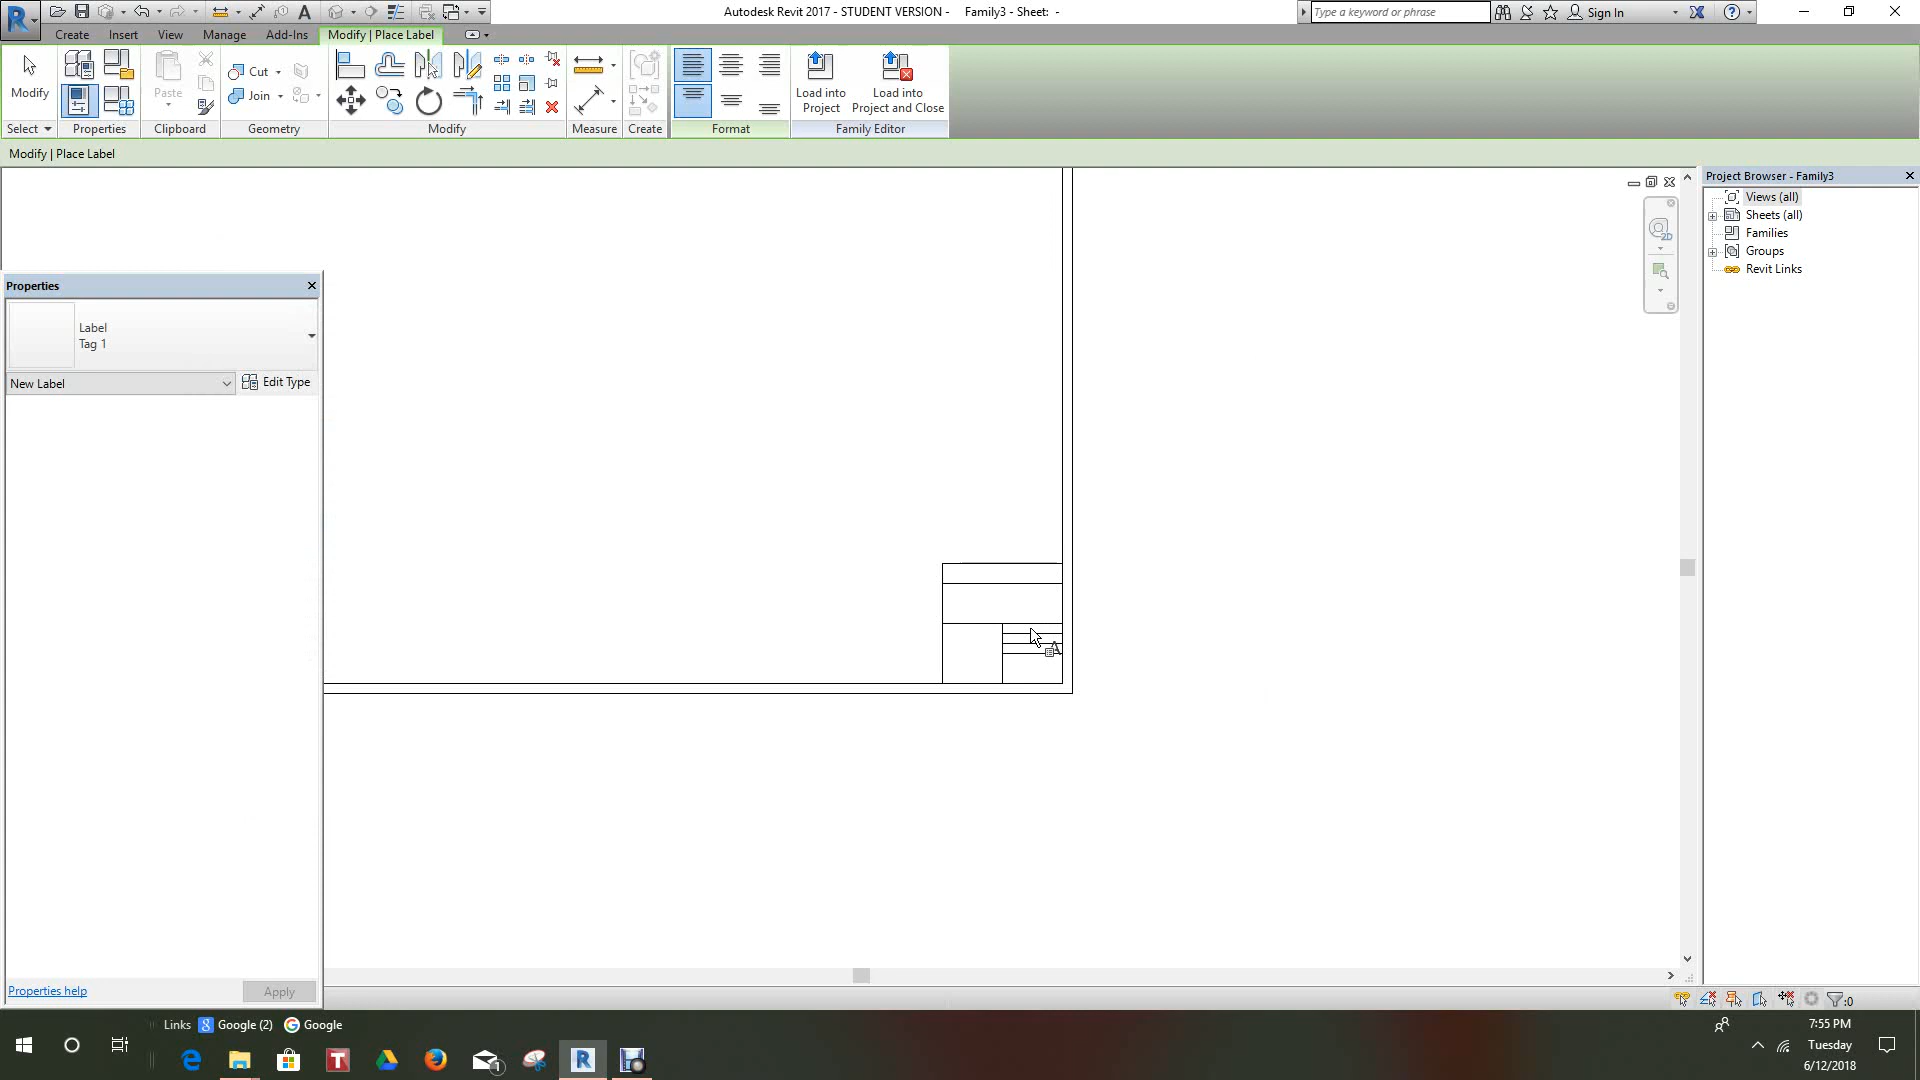 Autodesk Revit 2017 - STUDENT VERSION - Family3 - Sheet: -
Type a keyword or phrase
Sign In
Create Insert View Manage Add-Ins Modify | Place Label
Modify
Select
Properties
Paste
Clipboard
Cut
Join
Geometry
Modify
Measure
Create
Format
Load into
Project
Load into
Project and Close
Family Editor
Modify | Place Label
Properties
Label
Tag 1
New Label
Edit Type
Properties help
Apply
A
2D
Project Browser - Family3
Views (all)
Sheets (all)
Families
Groups
Revit Links
:0
Links Google (2) Google
1
7:55 PM
Tuesday
6/12/2018